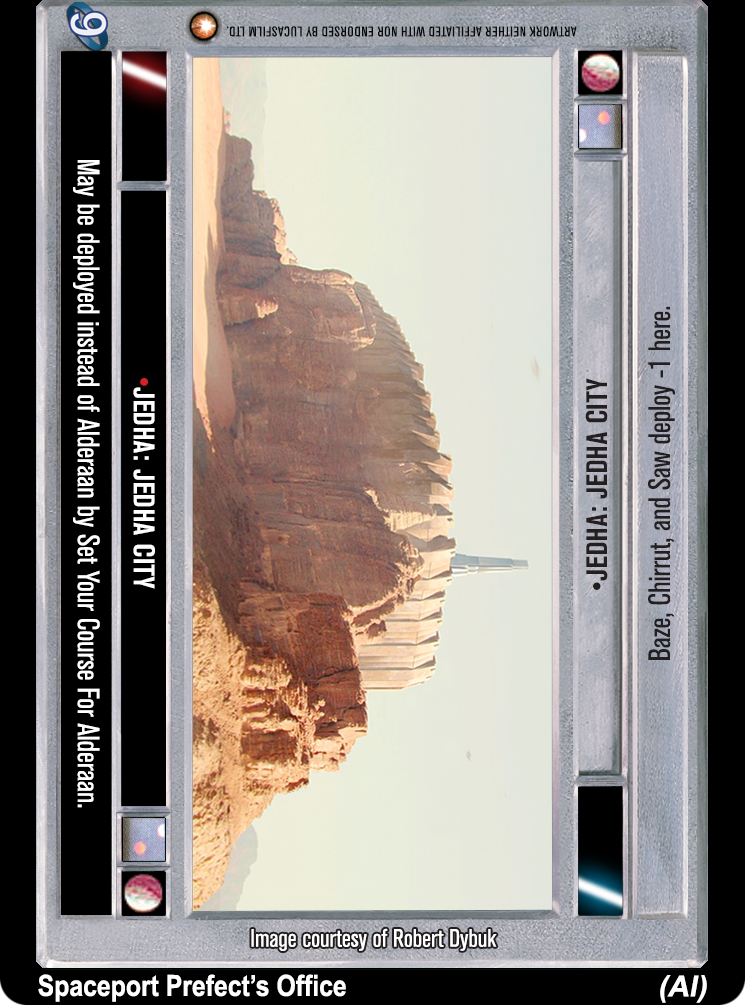 May be deployed instead of Alderaan by Set Your Course For Alderaan.
•JEDHA: JEDHA CITY
ARTWORK NEITHER AFFILIATED WITH NOR ENDORSED BY LUCASFILM LTD.
•JEDHA: JEDHA CITY
Baze, Chirrut, and Saw deploy -1 here.
Image courtesy of Robert Dybuk
Spaceport Prefect's Office
(AI)